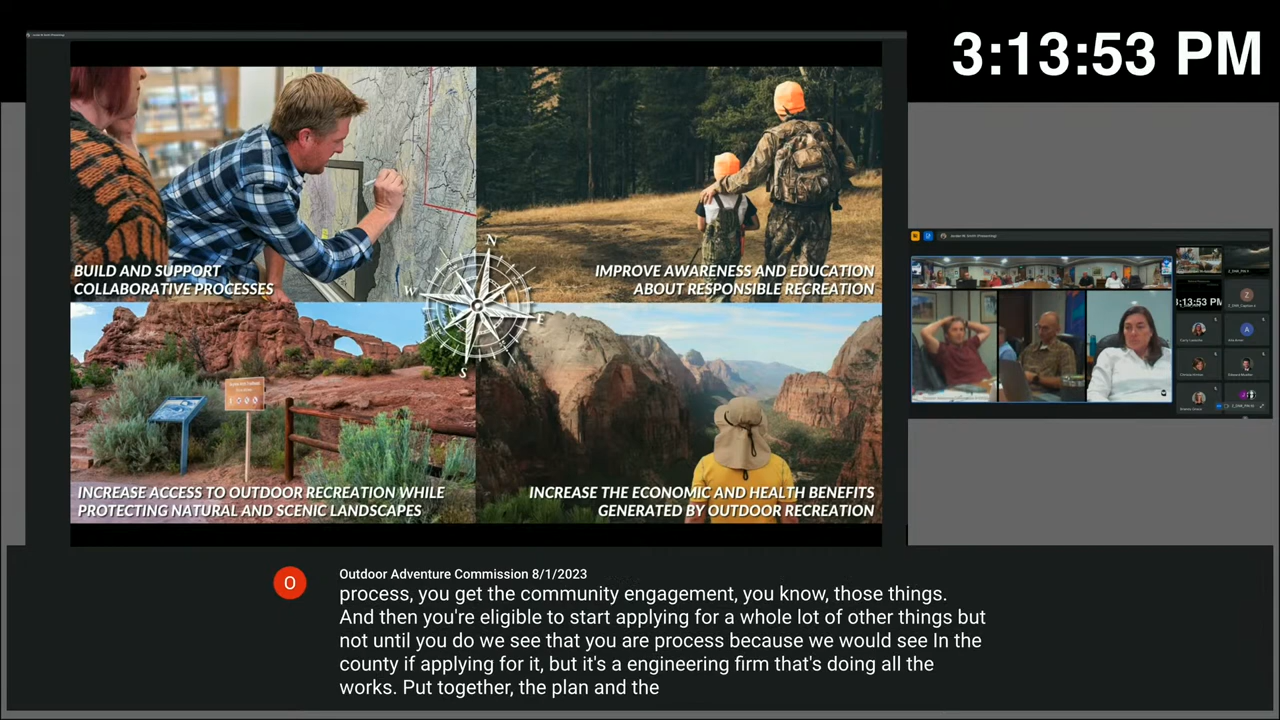 3:13:53 PM
BUILD AND SUPPORT
COLLABORATIVE PROCESSES
IMPROVE AWARENESS AND EDUCATION
ABOUT RESPONSIBLE RECREATION
N
W
E
S
INCREASE ACCESS TO OUTDOOR RECREATION WHILE
PROTECTING NATURAL AND SCENIC LANDSCAPES
INCREASE THE ECONOMIC AND HEALTH BENEFITS
GENERATED BY OUTDOOR RECREATION
3:13:53 PM
O
Outdoor Adventure Commission 8/1/2023
process, you get the community engagement, you know, those things.
And then you're eligible to start applying for a whole lot of other things but
not until you do we see that you are process because we would see In the
county if applying for it, but it's a engineering firm that's doing all the
works. Put together, the plan and the